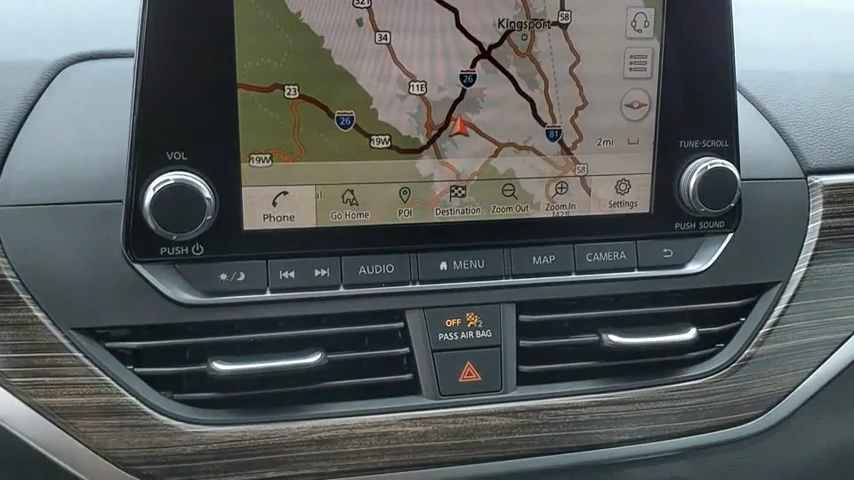 321
58
Kingsport
34
26
11E
23
26
19W
81
2mi
58
19W
VOL
TUNE·SCROLL
Phone
Go Home
POI
Destination
Zoom Out
Zoom In
Settings
PUSH
PUSH SOUND
AUDIO
MENU
MAP
CAMERA
OFF 2
PASS AIR BAG